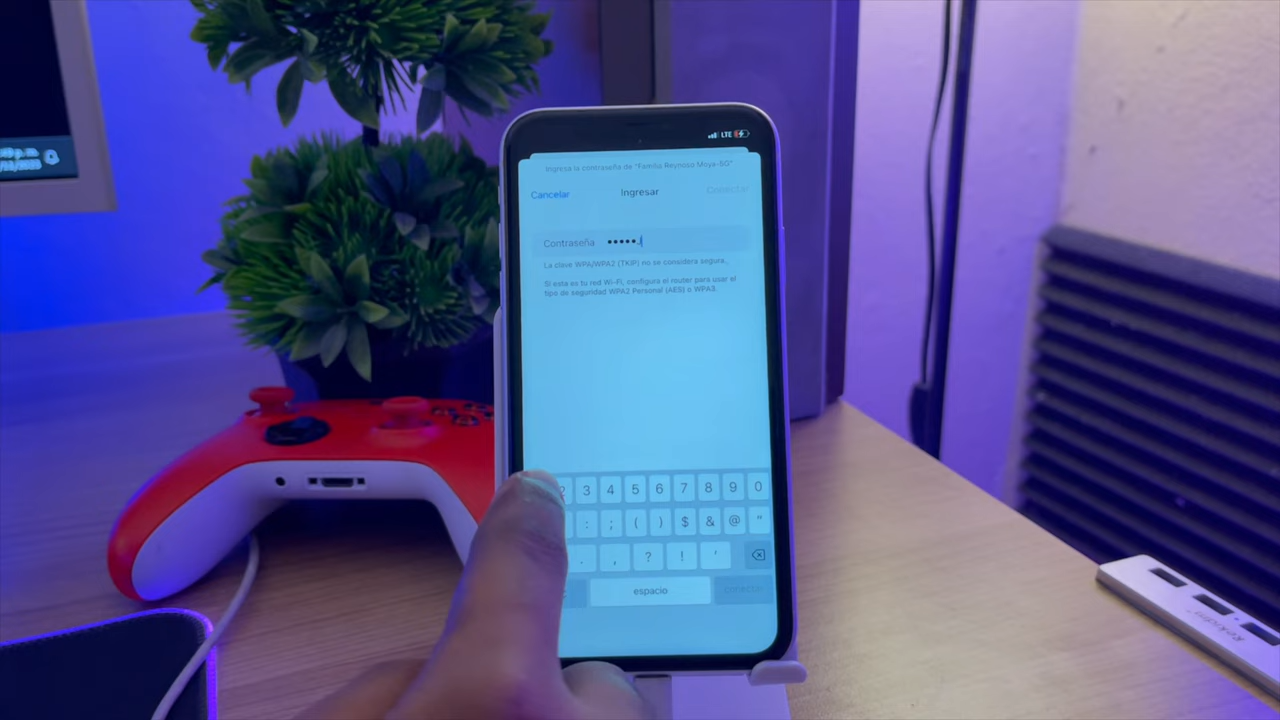 LTE
Ingresa la contraseña de "Familia Reynoso Moya-5G"
Cancelar Ingresar Conectar
Contraseña •••••J
La clave WPA/WPA2 (TKIP) no se considera segura.
Si esta es tu red Wi-Fi, configura el router para usar el
tipo de seguridad WPA2 Personal (AES) o WPA3.
2 3 4 5 6 7 8 9 0
: ; ( ) $ & @ "
. , ? ! '
espacio conectar